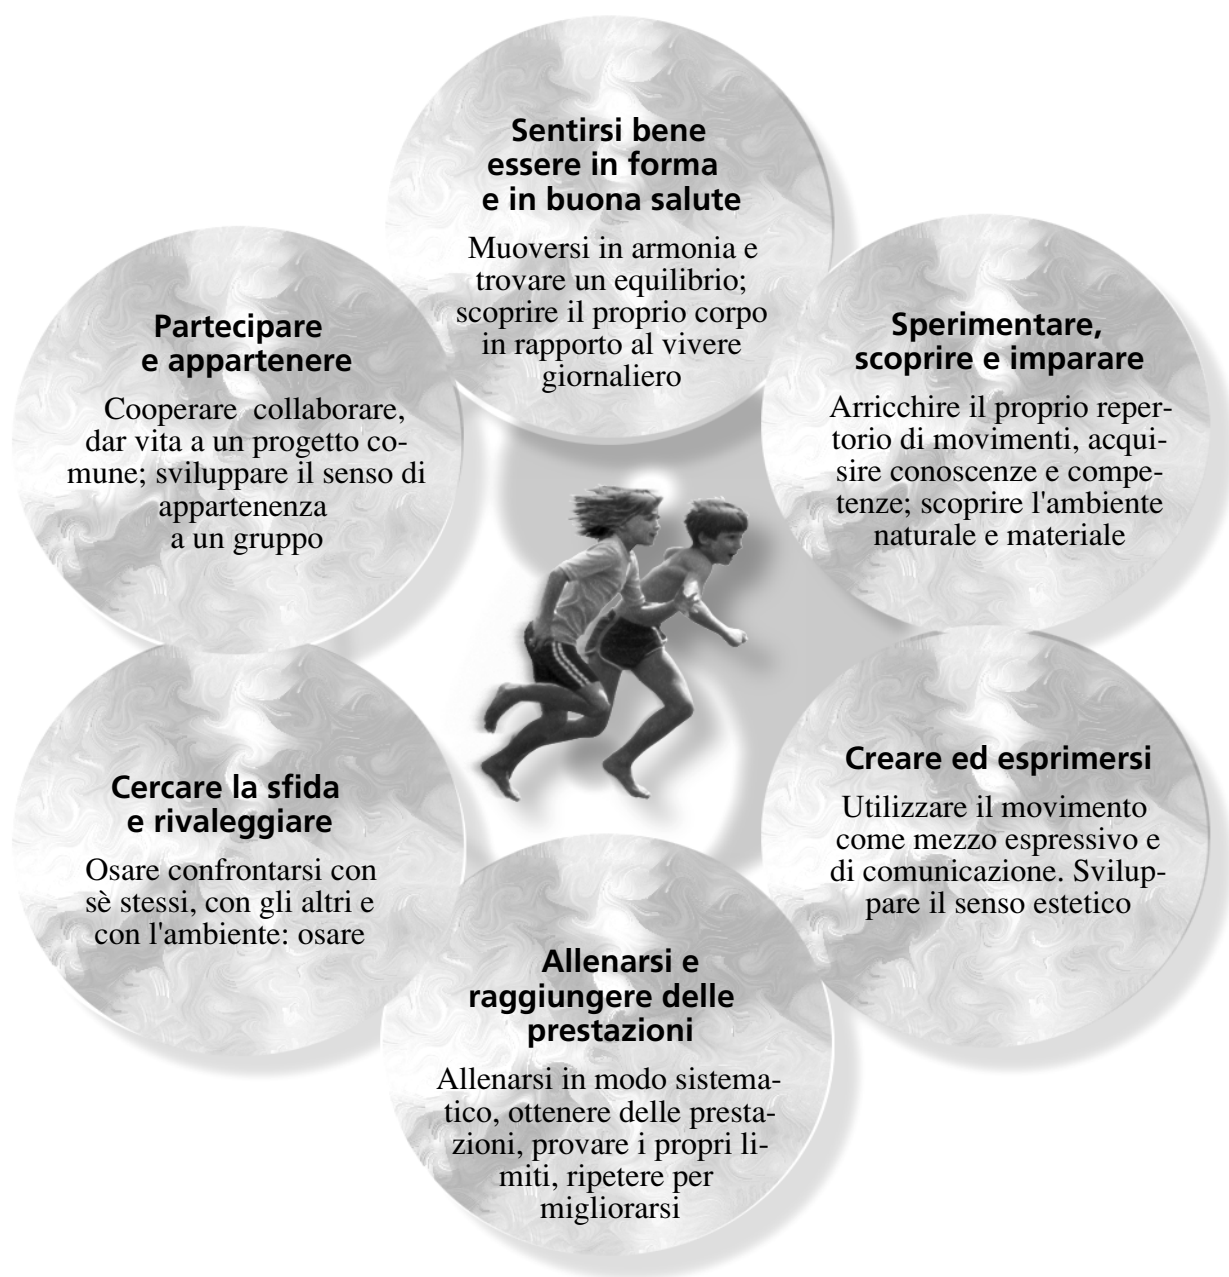 Sentirsi bene
essere in forma
e in buona salute
Muoversi in armonia e
trovare un equilibrio;
scoprire il proprio corpo
in rapporto al vivere
giornaliero
Sperimentare,
scoprire e imparare
Arricchire il proprio reper-
torio di movimenti, acqui-
sire conoscenze e compe-
tenze; scoprire l'ambiente
naturale e materiale
Creare ed esprimersi
Utilizzare il movimento
come mezzo espressivo e
di comunicazione. Svilup-
pare il senso estetico
Allenarsi e
raggiungere delle
prestazioni
Allenarsi in modo sistema-
tico, ottenere delle presta-
zioni, provare i propri li-
miti, ripetere per
migliorarsi
Cercare la sfida
e rivaleggiare
Osare confrontarsi con
sè stessi, con gli altri e
con l'ambiente: osare
Partecipare
e appartenere
Cooperare  collaborare,
dar vita a un progetto co-
mune; sviluppare il senso di
appartenenza
a un gruppo